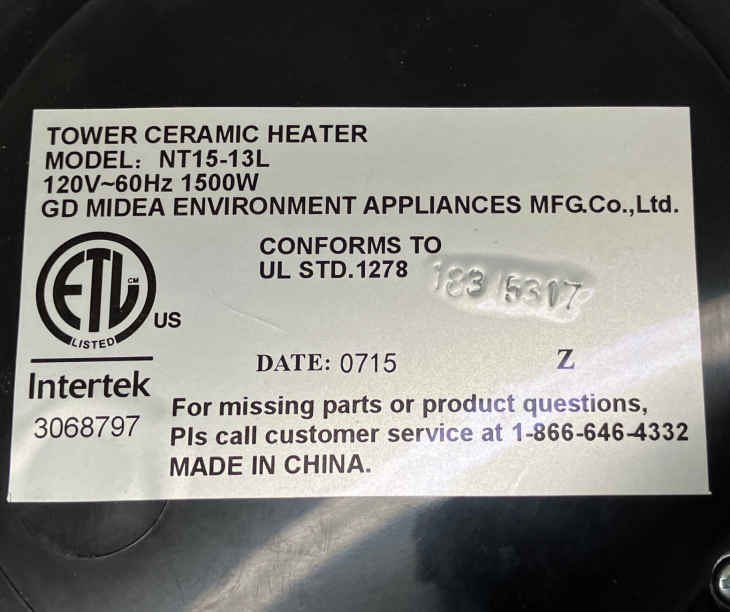 TOWER CERAMIC HEATER
MODEL: NT15-13L
120V~60Hz 1500W
GD MIDEA ENVIRONMENT APPLIANCES MFG.Co.,Ltd.
CONFORMS TO
UL STD.1278
ETL CM
US
LISTED
DATE: 0715 Z
Intertek
3068797
For missing parts or product questions,
Pls call customer service at 1-866-646-4332
MADE IN CHINA.